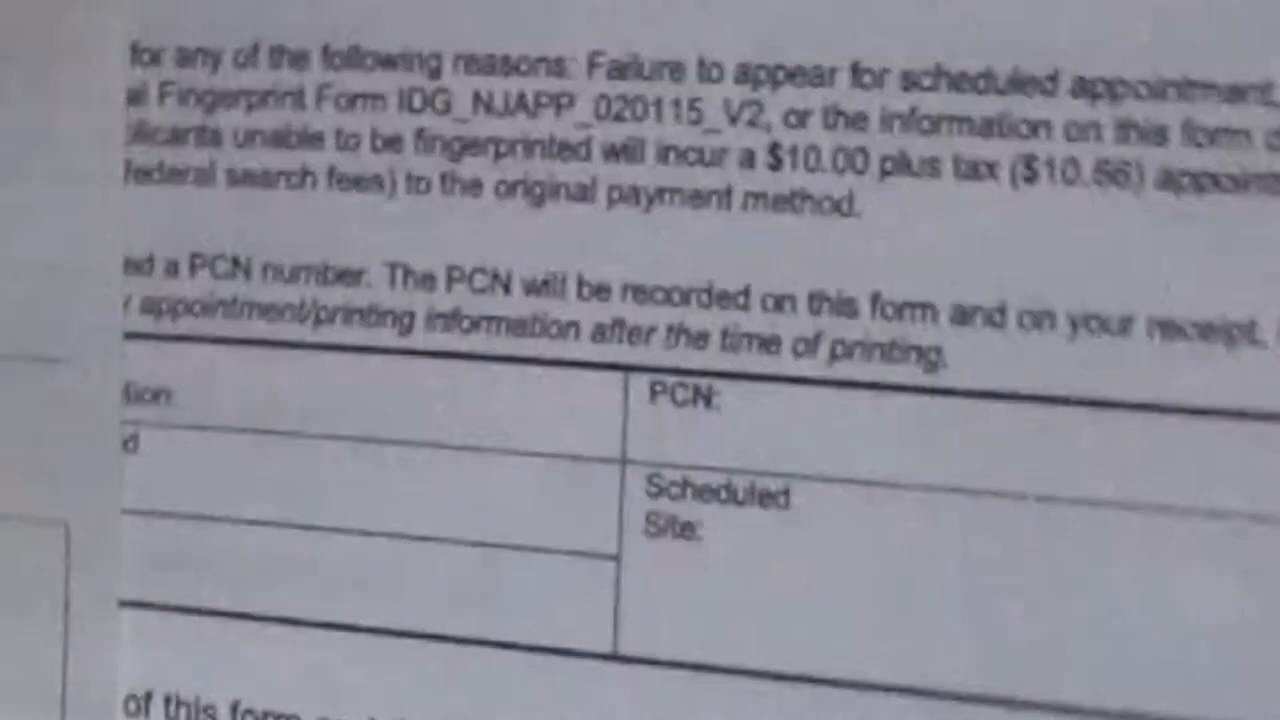 for any of the following reasons: Failure to appear for scheduled appointment,
al Fingerprint Form IDG_NJAPP_020115_V2, or the information on this form
licants unable to be fingerprinted will incur a $10.00 plus tax ($10.66) appoint
federal search fees) to the original payment method.
ed a PCN number. The PCN will be recorded on this form and on your receipt.
appointment/printing information after the time of printing.
tion:
PCN:
d
Scheduled
Site:
of this form